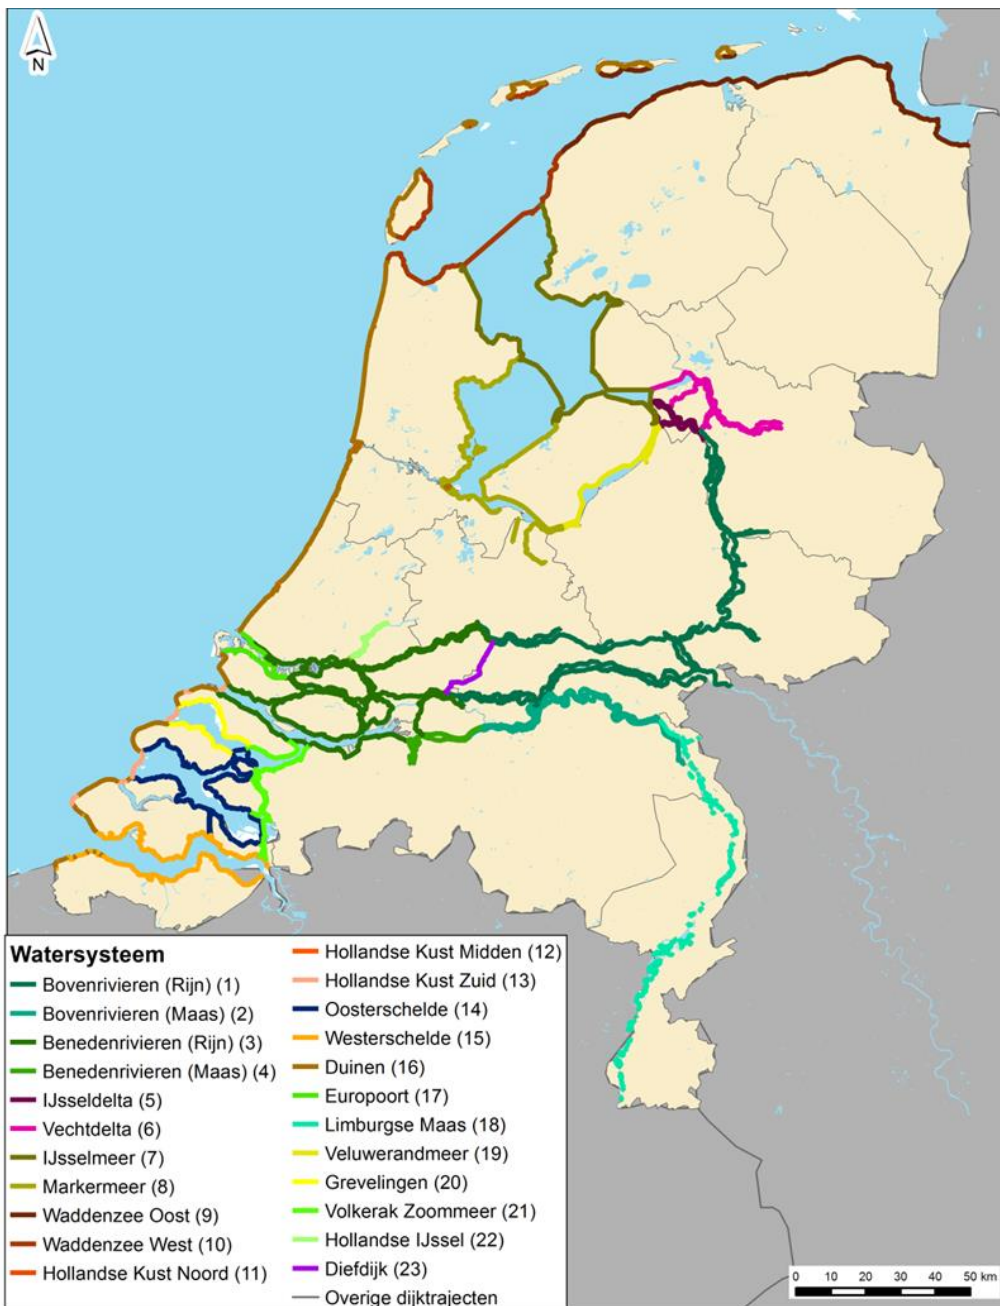 N
Watersysteem
Bovenrivieren (Rijn) (1)
Bovenrivieren (Maas) (2)
Benedenrivieren (Rijn) (3)
Benedenrivieren (Maas) (4)
IJsseldelta (5)
Vechtdelta (6)
IJsselmeer (7)
Markermeer (8)
Waddenzee Oost (9)
Waddenzee West (10)
Hollandse Kust Noord (11)
Hollandse Kust Midden (12)
Hollandse Kust Zuid (13)
Oosterschelde (14)
Westerschelde (15)
Duinen (16)
Europoort (17)
Limburgse Maas (18)
Veluwerandmeer (19)
Grevelingen (20)
Volkerak Zoommeer (21)
Hollandse IJssel (22)
Diefdijk (23)
Overige dijktrajecten
0 10 20 30 40 50 km